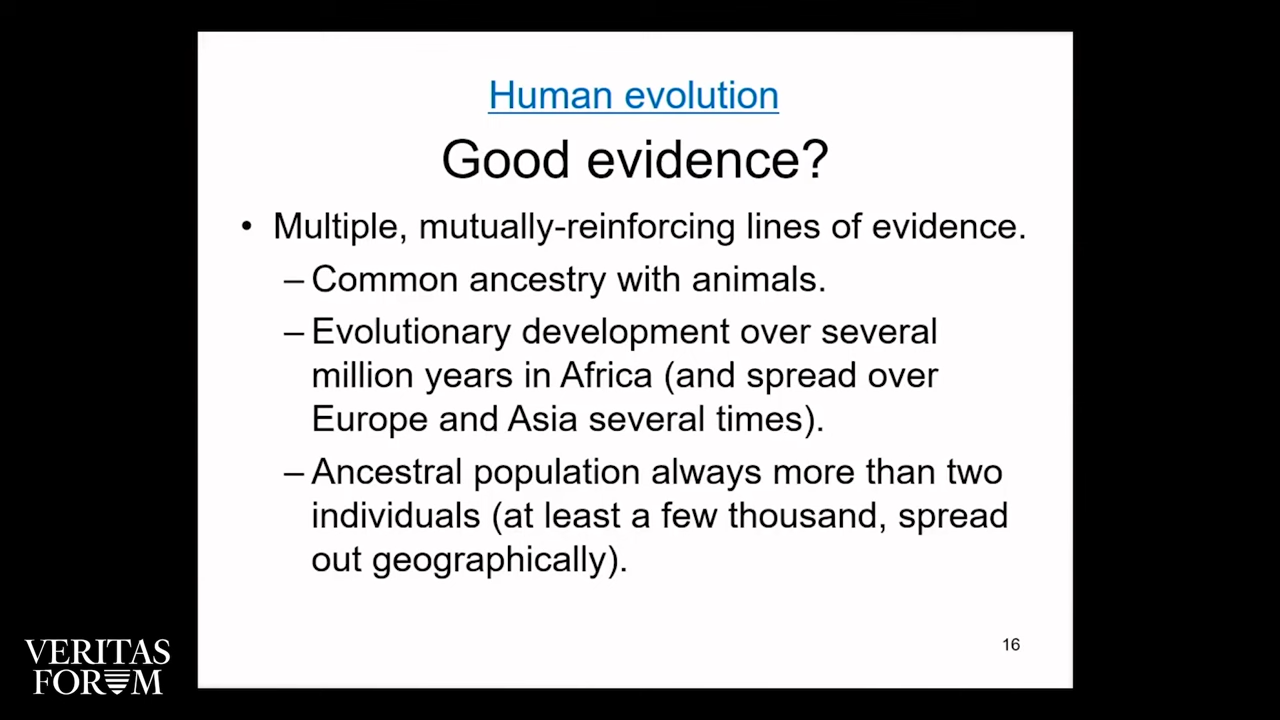 Human evolution
Good evidence?
• Multiple, mutually-reinforcing lines of evidence.
– Common ancestry with animals.
– Evolutionary development over several
million years in Africa (and spread over
Europe and Asia several times).
– Ancestral population always more than two
individuals (at least a few thousand, spread
out geographically).
16
VERITAS
FORUM